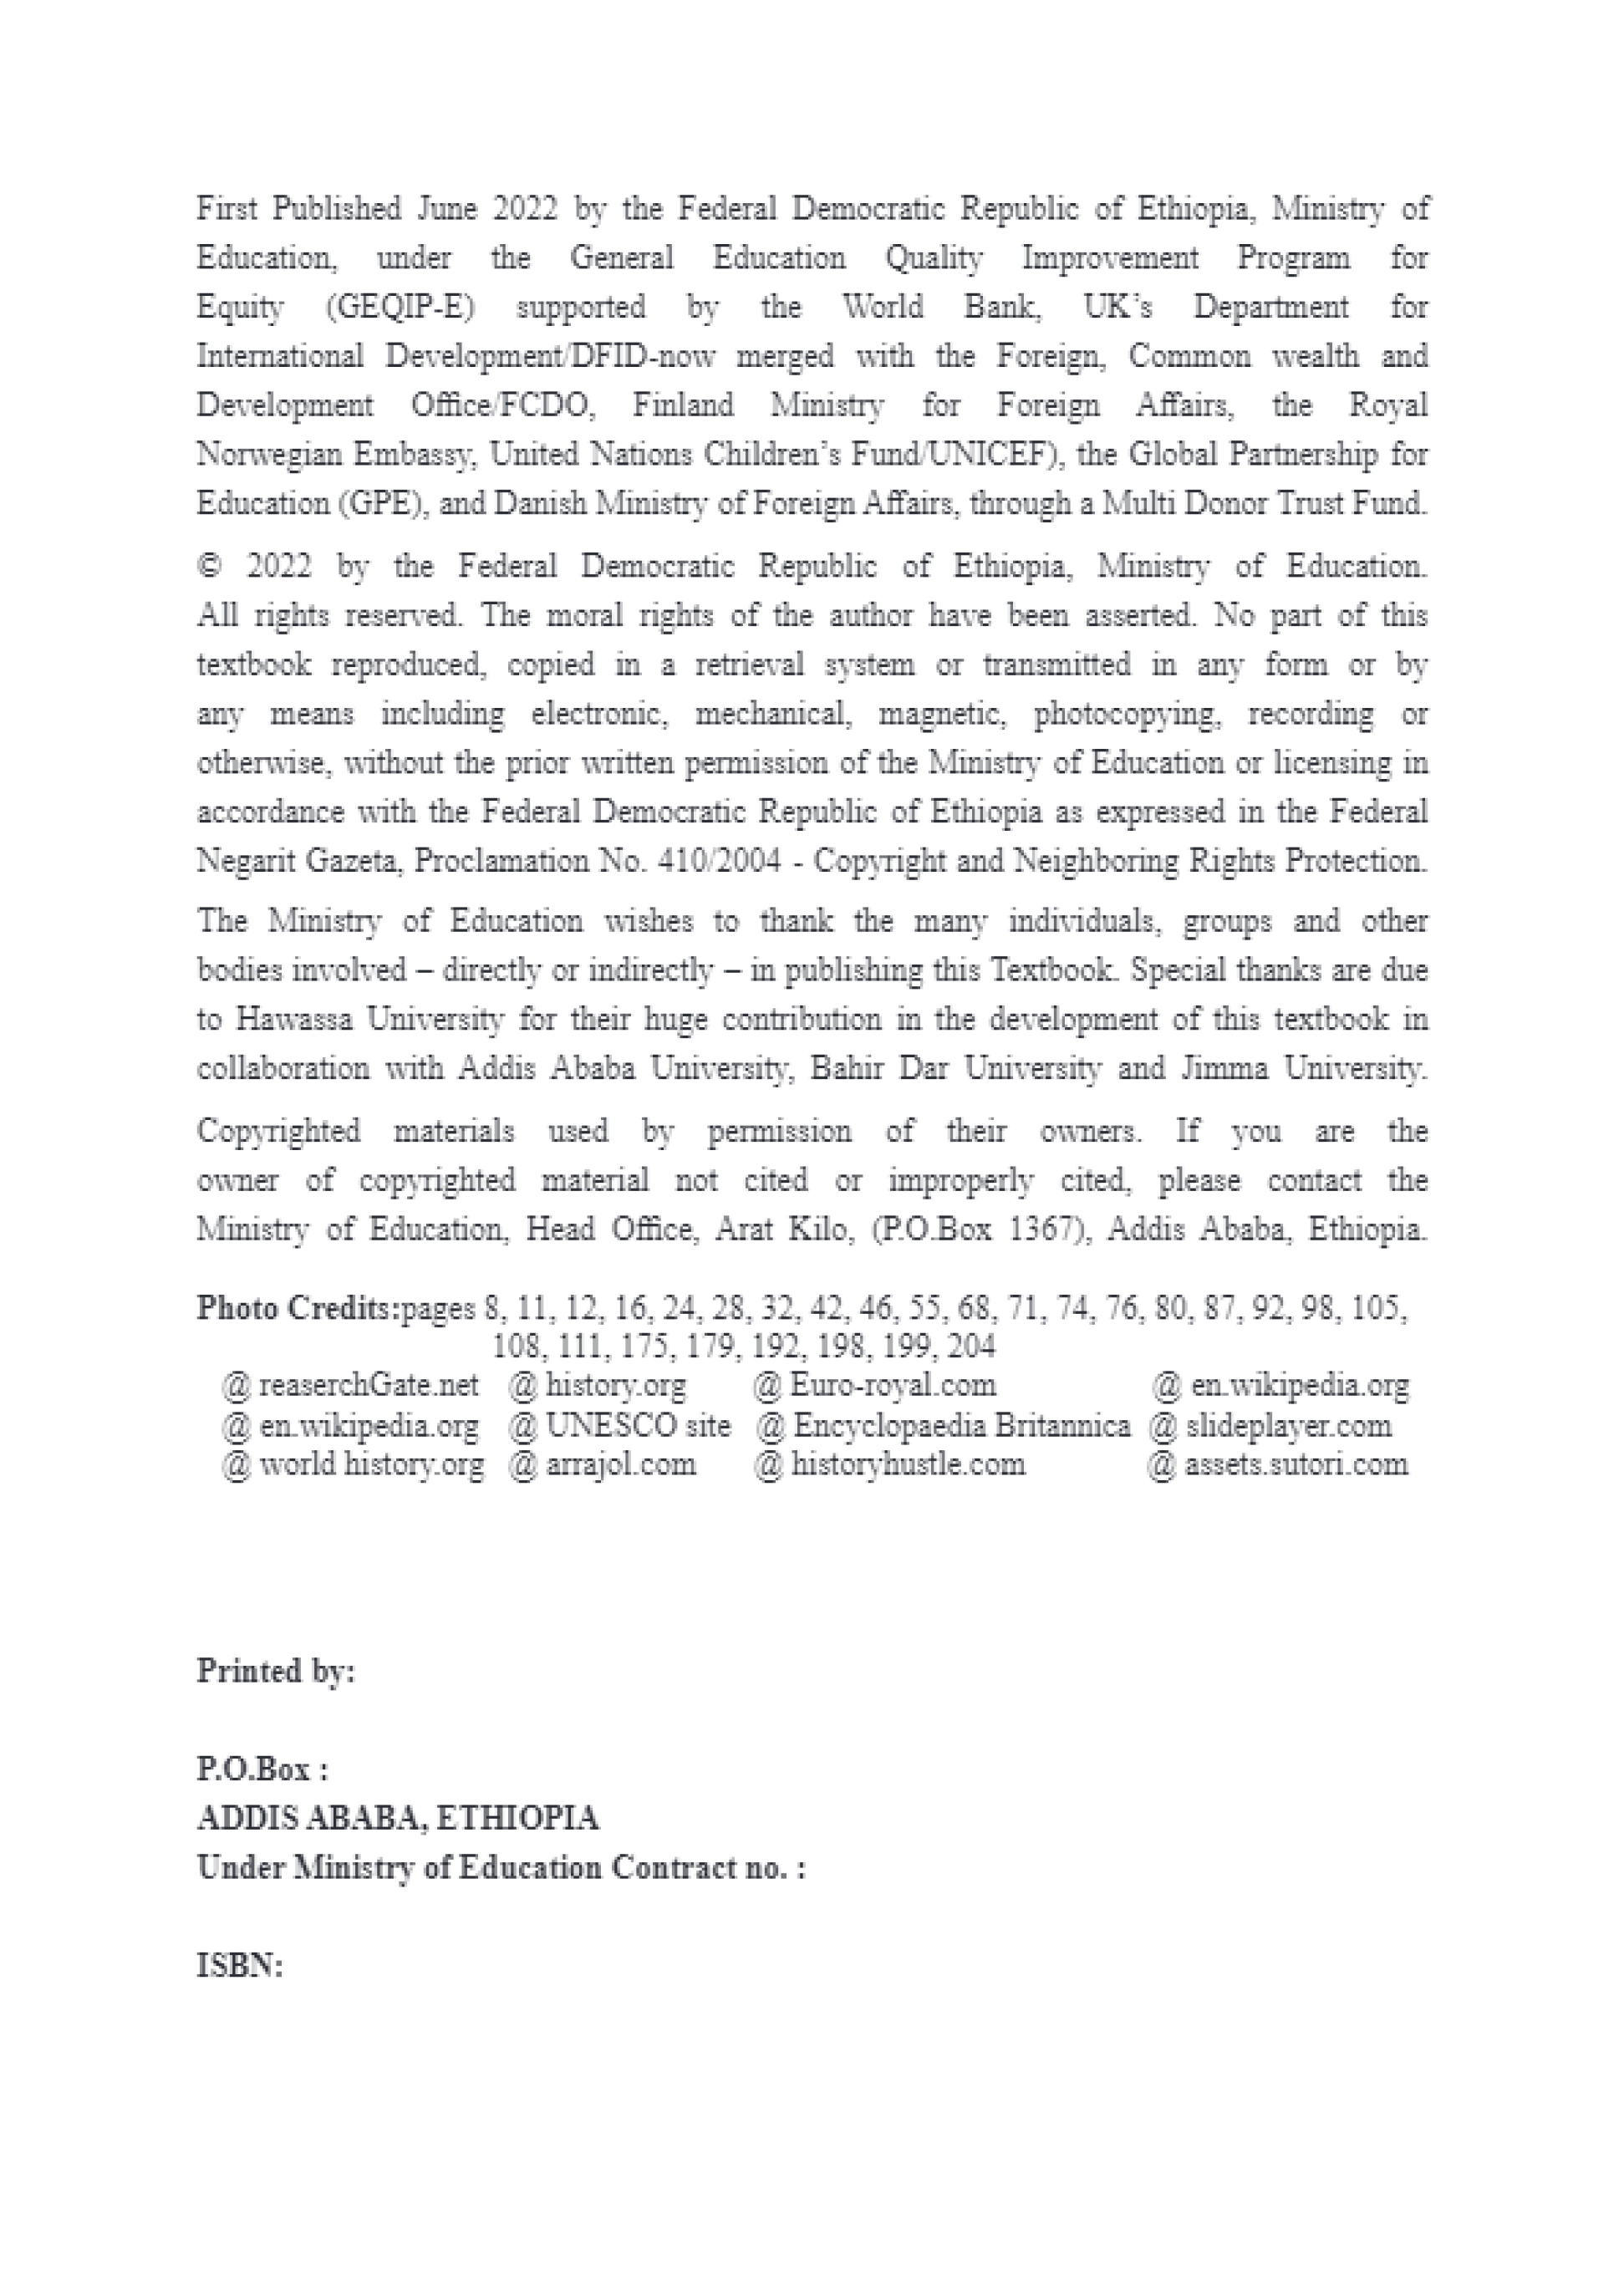 First Published June 2022 by the Federal Democratic Republic of Ethiopia, Ministry of
Education, under the General Education Quality Improvement Program for
Equity (GEQIP-E) supported by the World Bank, UK’s Department for
International Development/DFID-now merged with the Foreign, Common wealth and
Development Office/FCDO, Finland Ministry for Foreign Affairs, the Royal
Norwegian Embassy, United Nations Children’s Fund/UNICEF), the Global Partnership for
Education (GPE), and Danish Ministry of Foreign Affairs, through a Multi Donor Trust Fund.
© 2022 by the Federal Democratic Republic of Ethiopia, Ministry of Education.
All rights reserved. The moral rights of the author have been asserted. No part of this
textbook reproduced, copied in a retrieval system or transmitted in any form or by
any means including electronic, mechanical, magnetic, photocopying, recording or
otherwise, without the prior written permission of the Ministry of Education or licensing in
accordance with the Federal Democratic Republic of Ethiopia as expressed in the Federal
Negarit Gazeta, Proclamation No. 410/2004 - Copyright and Neighboring Rights Protection.
The Ministry of Education wishes to thank the many individuals, groups and other
bodies involved – directly or indirectly – in publishing this Textbook. Special thanks are due
to Hawassa University for their huge contribution in the development of this textbook in
collaboration with Addis Ababa University, Bahir Dar University and Jimma University.
Copyrighted materials used by permission of their owners. If you are the
owner of copyrighted material not cited or improperly cited, please contact the
Ministry of Education, Head Office, Arat Kilo, (P.O.Box 1367), Addis Ababa, Ethiopia.
Photo Credits:pages 8, 11, 12, 16, 24, 28, 32, 42, 46, 55, 68, 71, 74, 76, 80, 87, 92, 98, 105,
108, 111, 175, 179, 192, 198, 199, 204
@ reaserchGate.net @ history.org @ Euro-royal.com @ en.wikipedia.org
@ en.wikipedia.org @ UNESCO site @ Encyclopaedia Britannica @ slideplayer.com
@ world history.org @ arrajol.com @ historyhustle.com @ assets.sutori.com
Printed by:
P.O.Box :
ADDIS ABABA, ETHIOPIA
Under Ministry of Education Contract no. :
ISBN: